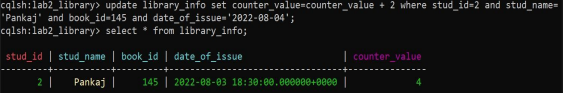 cqlsh:lab2_library> update library_info set counter_value=counter_value + 2 where stud_id=2 and stud_name=
'Pankaj' and book_id=145 and date_of_issue='2022-08-04';
cqlsh:lab2_library> select * from library_info;
stud_id | stud_name | book_id | date_of_issue | counter_value
---------+-----------+---------+---------------------------------+---------------
2 | Pankaj | 145 | 2022-08-03 18:30:00.000000+0000 | 4